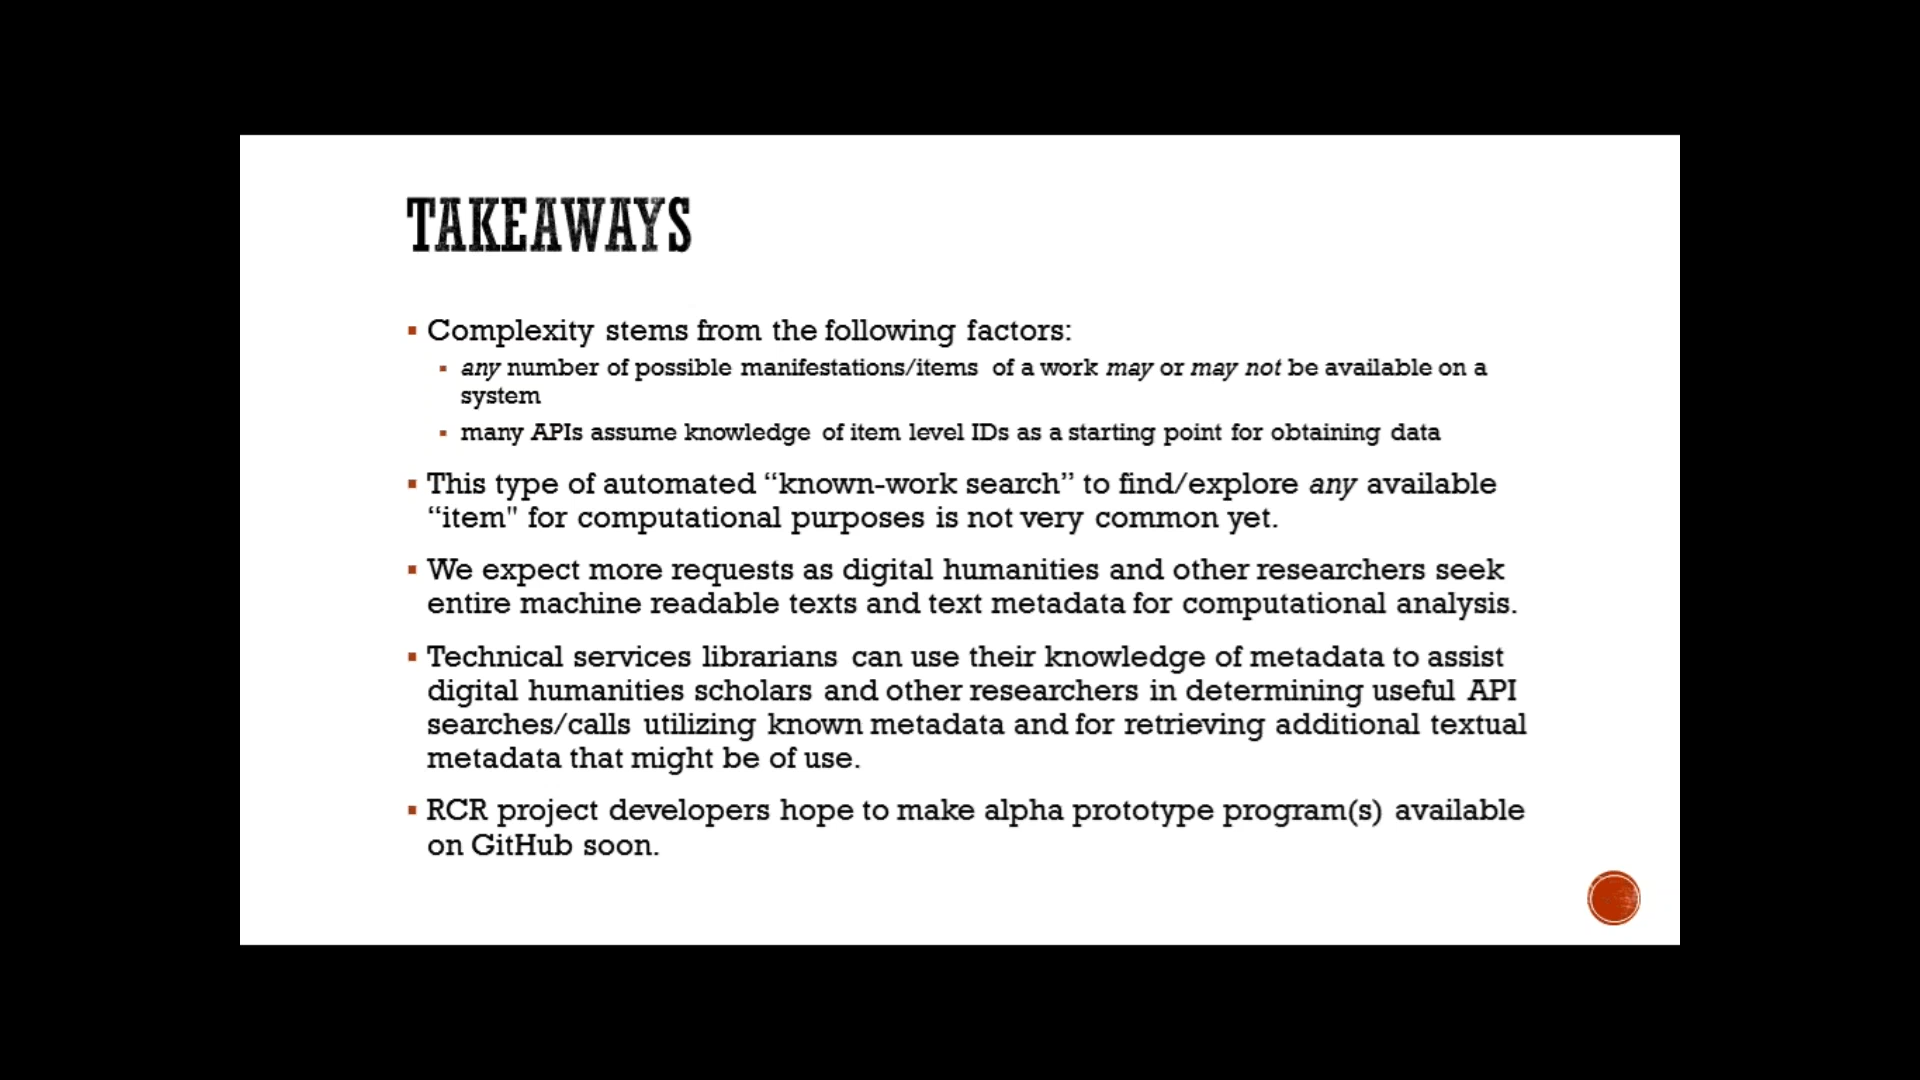 TAKEAWAYS
▪ Complexity stems from the following factors:
▪ any number of possible manifestations/items of a work may or may not be available on a
system
▪ many APIs assume knowledge of item level IDs as a starting point for obtaining data
▪ This type of automated “known-work search” to find/explore any available
“item" for computational purposes is not very common yet.
▪ We expect more requests as digital humanities and other researchers seek
entire machine readable texts and text metadata for computational analysis.
▪ Technical services librarians can use their knowledge of metadata to assist
digital humanities scholars and other researchers in determining useful API
searches/calls utilizing known metadata and for retrieving additional textual
metadata that might be of use.
▪ RCR project developers hope to make alpha prototype program(s) available
on GitHub soon.